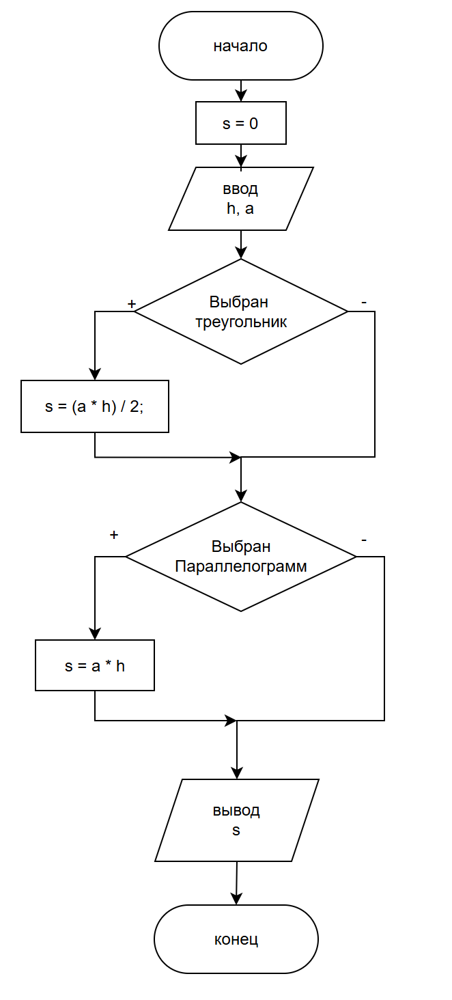 начало
s = 0
ввод
h, a
Выбран
треугольник
+
-
s = (a * h) / 2;
Выбран
Параллелограмм
+
-
s = a * h
вывод
s
конец